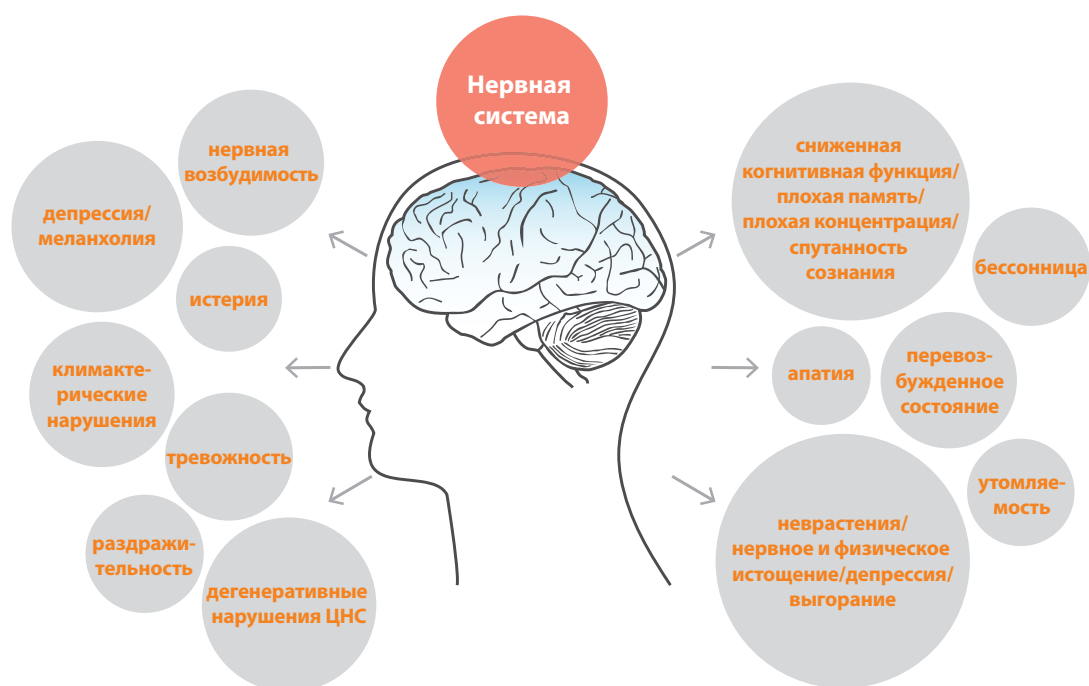 Нервная
система
нервная
возбудимость
депрессия/
меланхолия
истерия
климакте-
рические
нарушения
тревожность
раздражи-
тельность
дегенеративные
нарушения ЦНС
сниженная
когнитивная функция/
плохая память/
плохая концентрация/
спутанность
сознания
бессонница
апатия
перевоз-
бужденное
состояние
утомляе-
мость
неврастения/
нервное и физическое
истощение/депрессия/
выгорание